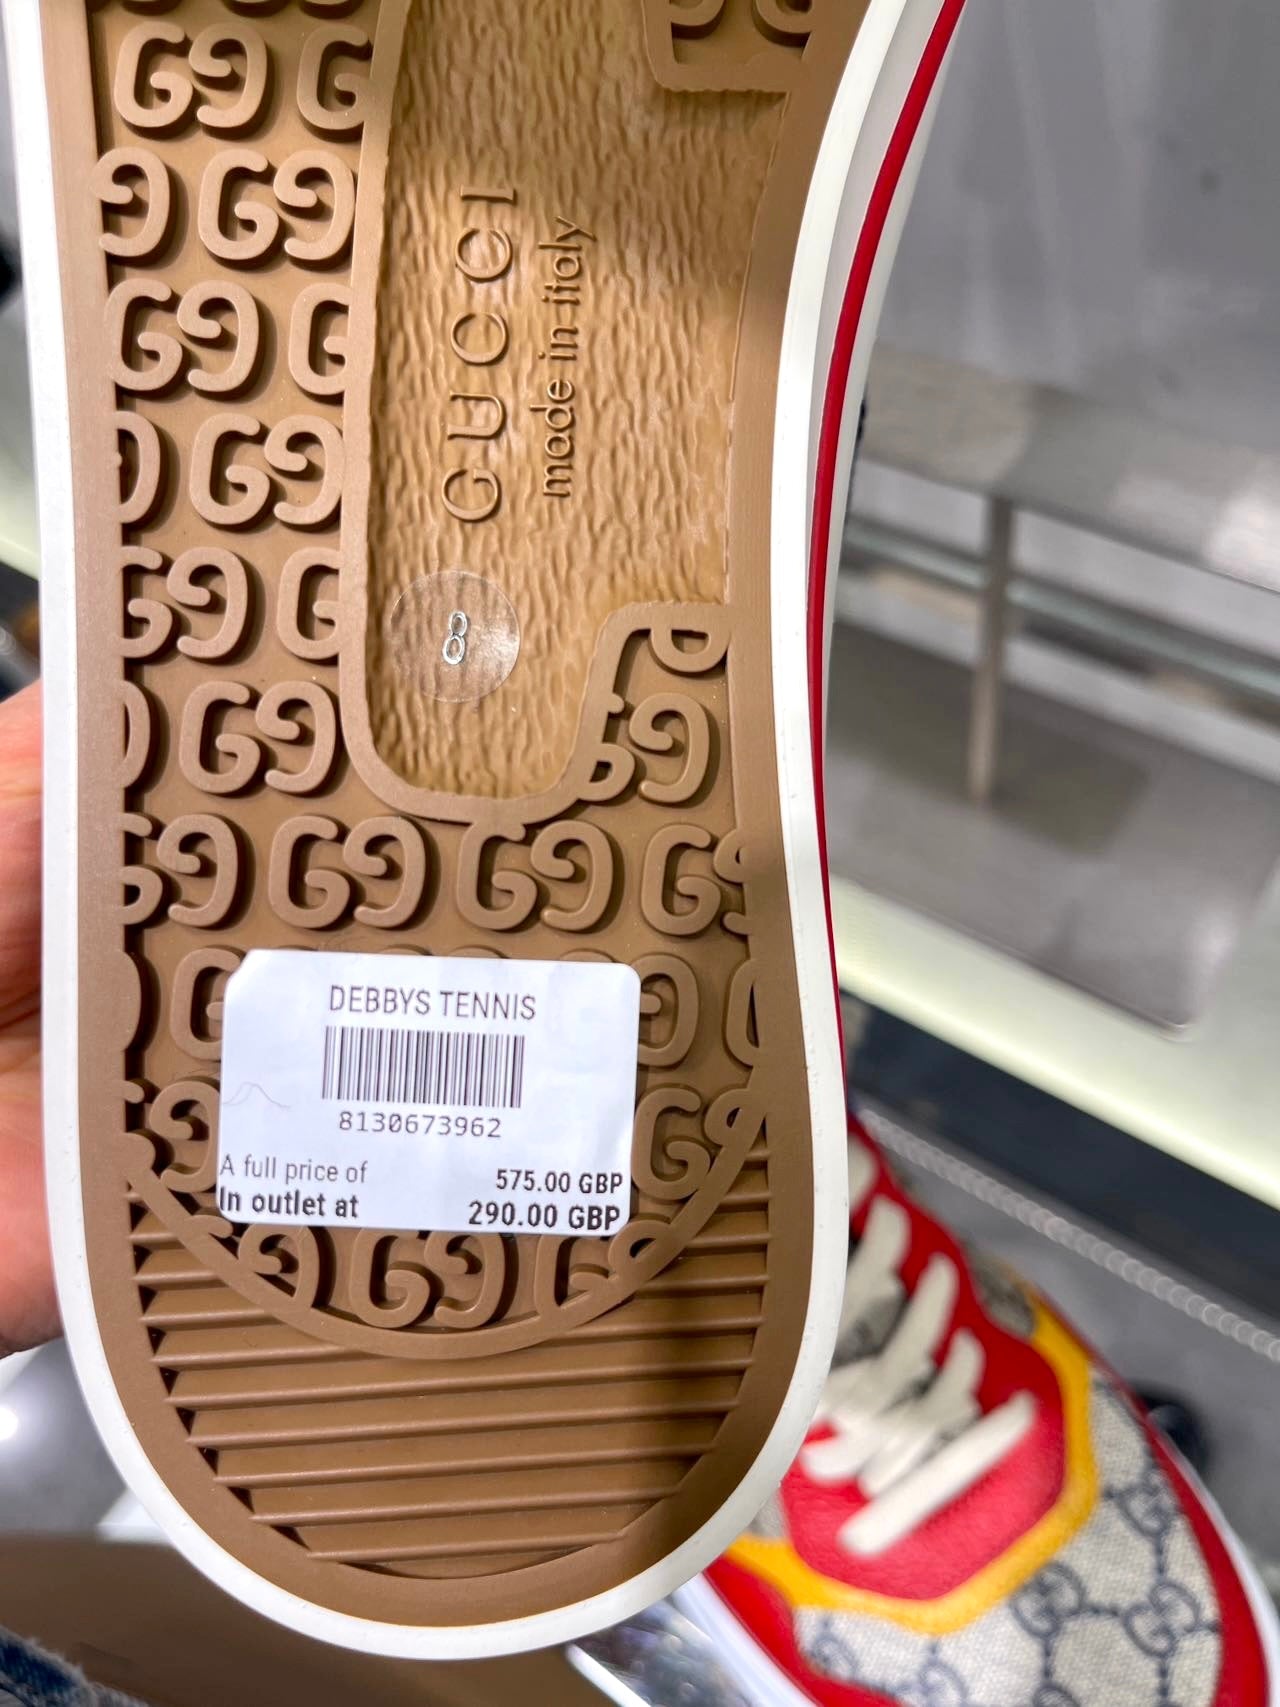 GUCCI
made in italy
8
DEBBYS TENNIS
8130673962
A full price of 575.00 GBP
In outlet at 290.00 GBP